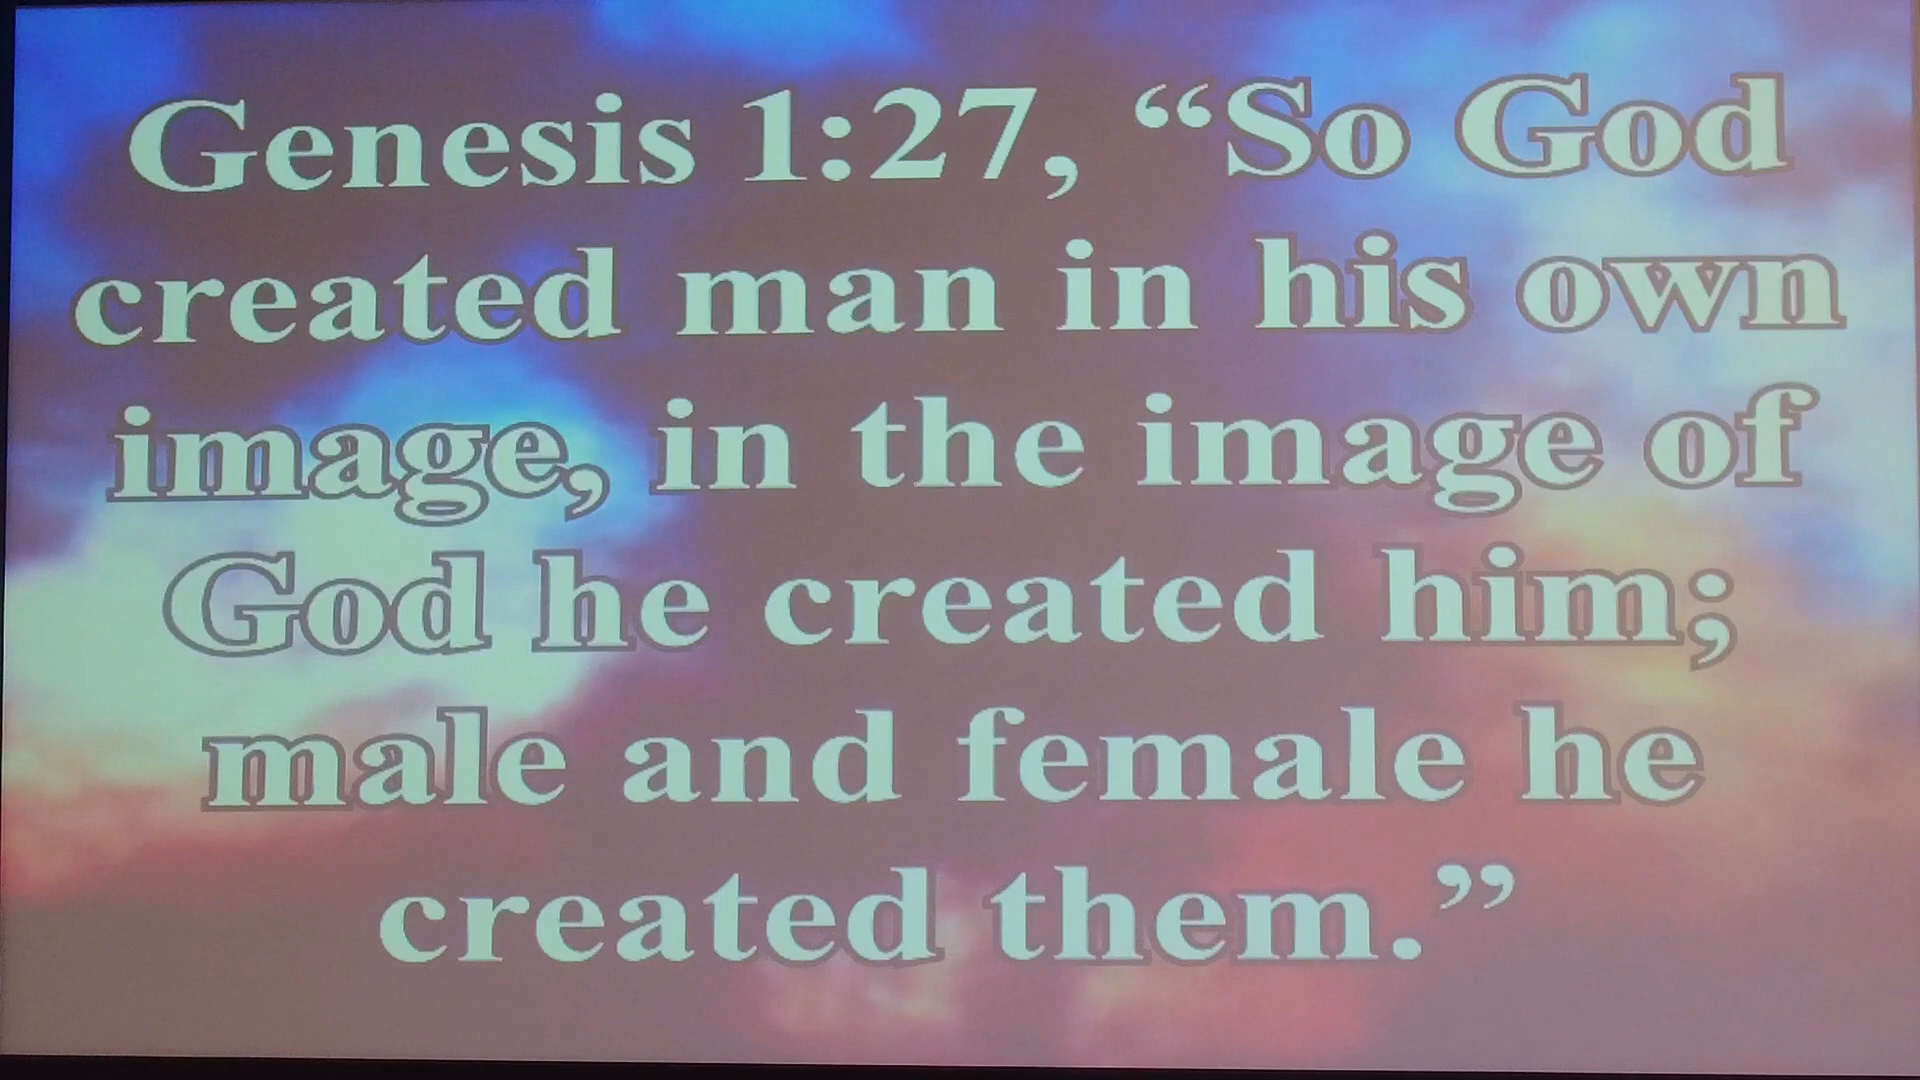 Genesis 1:27, “So God
created man in his own
image, in the image of
God he created him;
male and female he
created them.”